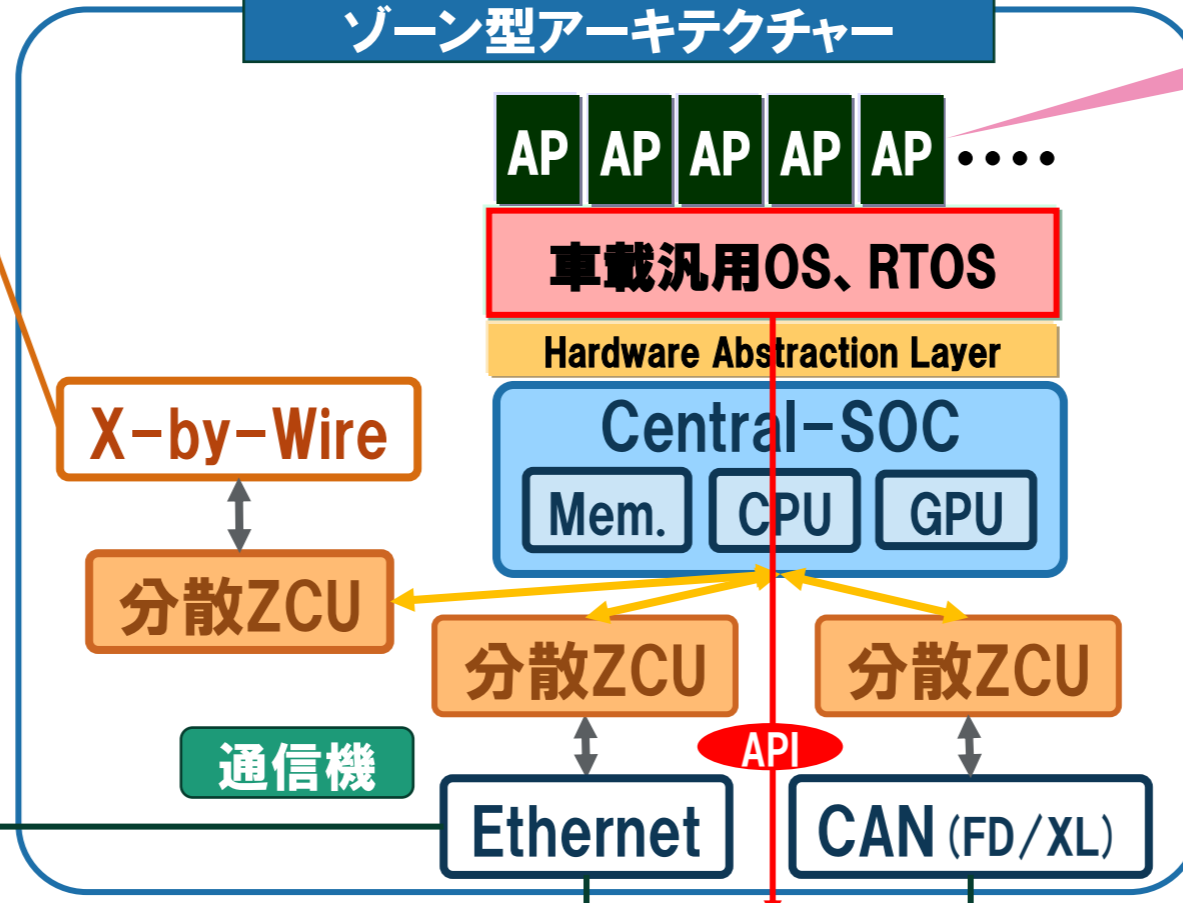 ゾーン型アーキテクチャー
AP AP AP AP AP ····
車載汎用OS、RTOS
Hardware Abstraction Layer
Central-SOC
Mem. CPU GPU
X-by-Wire
分散ZCU
分散ZCU
分散ZCU
通信機
API
Ethernet
CAN (FD/XL)